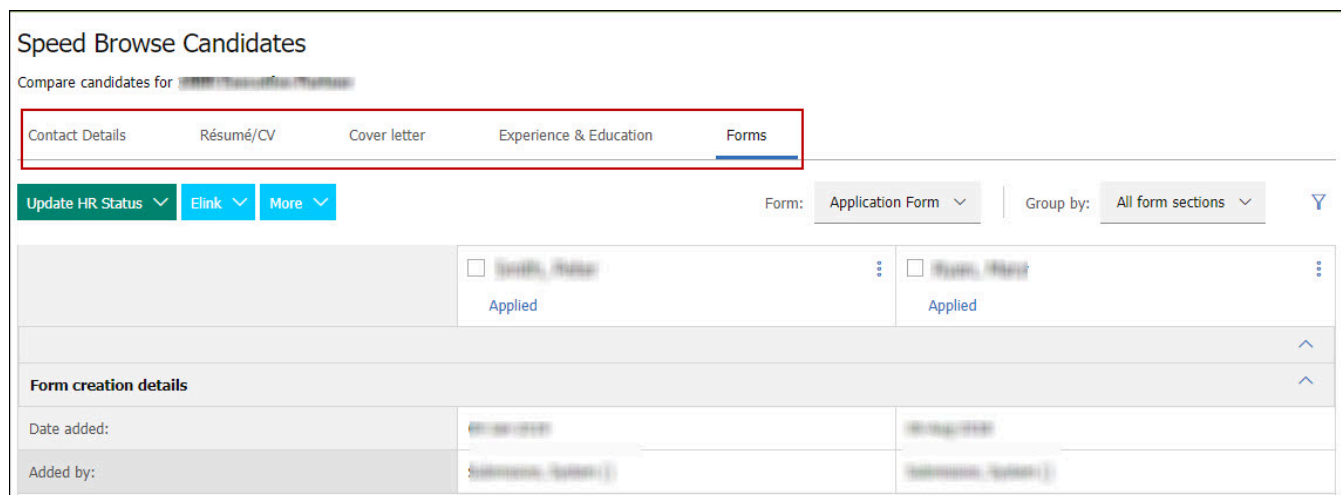 Speed Browse Candidates
Compare candidates for
Contact Details Résumé/CV Cover letter Experience & Education Forms
Update HR Status Elink More Form: Application Form Group by: All form sections
Applied Applied
Form creation details
Date added:
Added by: